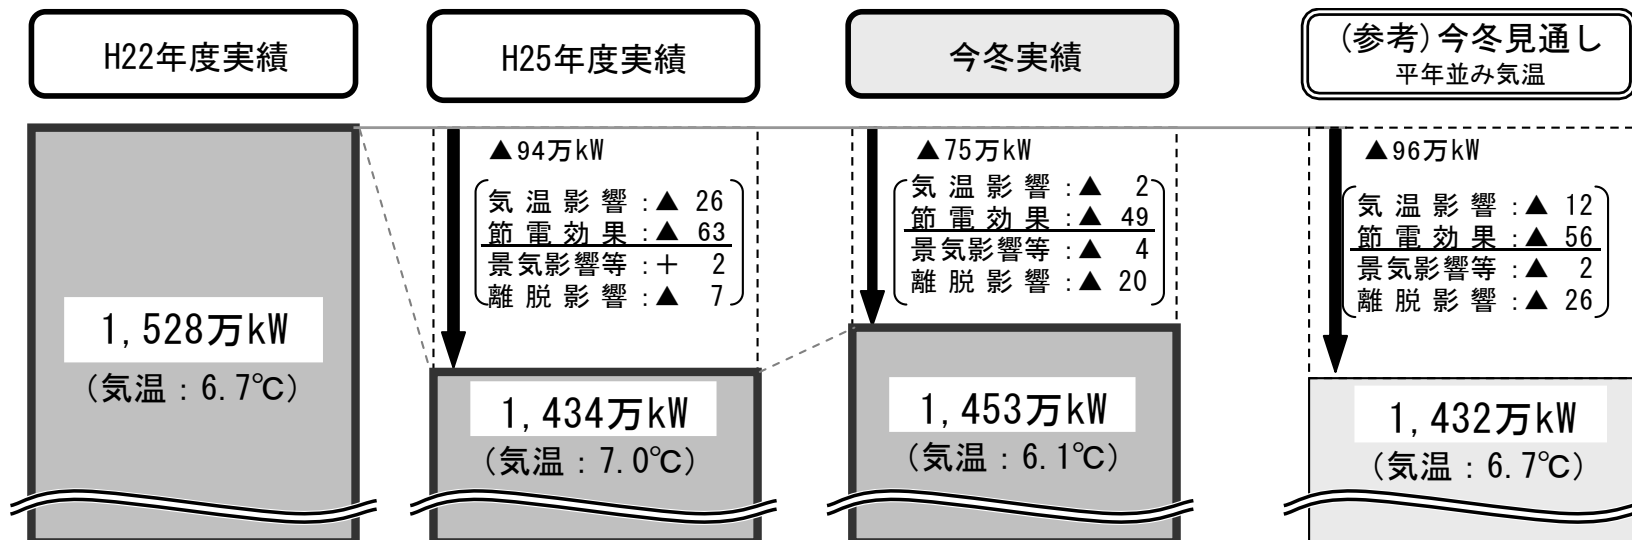 H22年度実績
H25年度実績
今冬実績
(参考)今冬見通し
平年並み気温
1,528万kW
(気温：6.7℃)
▲94万kW
気温影響：▲ 26
節電効果：▲ 63
景気影響等：＋ 2
離脱影響：▲ 7
1,434万kW
(気温：7.0℃)
▲75万kW
気温影響：▲ 2
節電効果：▲ 49
景気影響等：▲ 4
離脱影響：▲ 20
1,453万kW
(気温：6.1℃)
▲96万kW
気温影響：▲ 12
節電効果：▲ 56
景気影響等：▲ 2
離脱影響：▲ 26
1,432万kW
(気温：6.7℃)